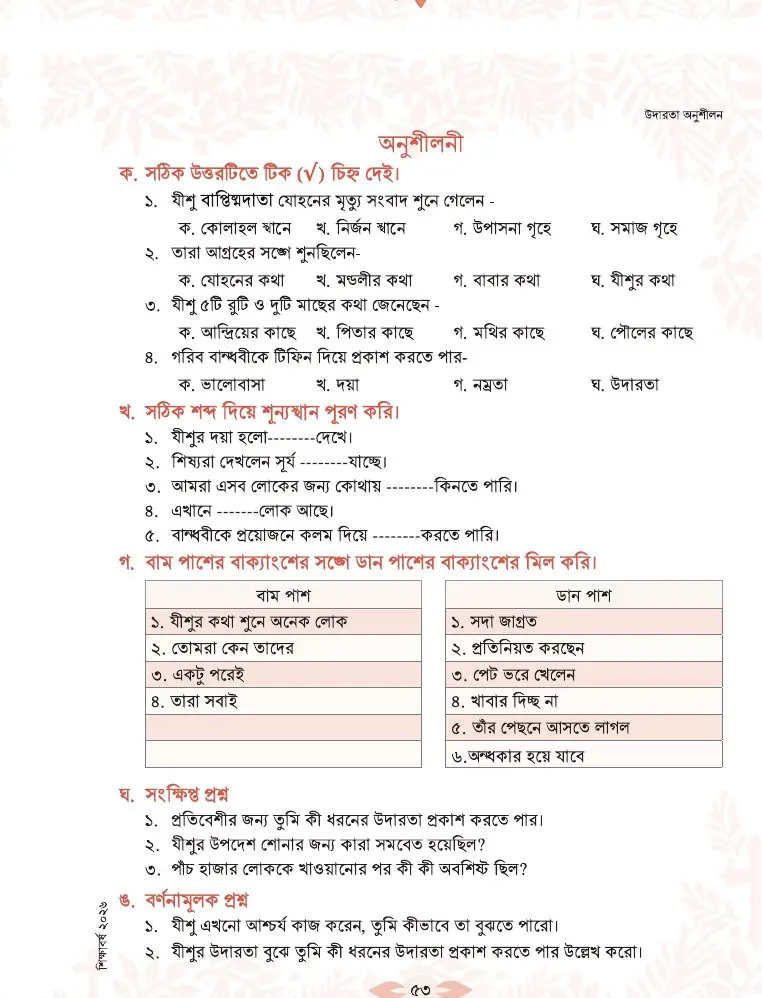 উদারতা অনুশীলন
অনুশীলনী
ক. সঠিক উত্তরটিতে টিক (√) চিহ্ন দেই।
১. যীশু বাপ্তিষ্মদাতা যোহনের মৃত্যু সংবাদ শুনে গেলেন -
ক. কোলাহল স্থানে খ. নির্জন স্থানে গ. উপাসনা গৃহে ঘ. সমাজ গৃহে
২. তারা আগ্রহের সঙ্গে শুনছিলেন-
ক. যোহনের কথা খ. মণ্ডলীর কথা গ. বাবার কথা ঘ. যীশুর কথা
৩. যীশু ৫টি রুটি ও দুটি মাছের কথা জেনেছেন -
ক. আন্দ্রিয়ের কাছে খ. পিতার কাছে গ. মথির কাছে ঘ. পৌলের কাছে
৪. গরিব বান্ধবীকে টিফিন দিয়ে প্রকাশ করতে পার-
ক. ভালোবাসা খ. দয়া গ. নম্রতা ঘ. উদারতা
খ. সঠিক শব্দ দিয়ে শূন্যস্থান পূরণ করি।
১. যীশুর দয়া হলো--------দেখে।
২. শিষ্যরা দেখলেন সূর্য --------যাচ্ছে।
৩. আমরা এসব লোকের জন্য কোথায় --------কিনতে পারি।
৪. এখানে -------লোক আছে।
৫. বান্ধবীকে প্রয়োজনে কলম দিয়ে --------করতে পারি।
গ. বাম পাশের বাক্যাংশের সঙ্গে ডান পাশের বাক্যাংশের মিল করি।
বাম পাশ ডান পাশ
১. যীশুর কথা শুনে অনেক লোক ১. সদা জাগ্রত
২. তোমরা কেন তাদের ২. প্রতিনিয়ত করছেন
৩. একটু পরেই ৩. পেট ভরে খেলেন
৪. তারা সবাই ৪. খাবার দিচ্ছ না
৫. তাঁর পেছনে আসতে লাগল
৬.অন্ধকার হয়ে যাবে
ঘ. সংক্ষিপ্ত প্রশ্ন
১. প্রতিবেশীর জন্য তুমি কী ধরনের উদারতা প্রকাশ করতে পার।
২. যীশুর উপদেশ শোনার জন্য কারা সমবেত হয়েছিল?
৩. পাঁচ হাজার লোককে খাওয়ানোর পর কী কী অবশিষ্ট ছিল?
ঙ. বর্ণনামূলক প্রশ্ন
১. যীশু এখনো আশ্চর্য কাজ করেন, তুমি কীভাবে তা বুঝতে পারো।
২. যীশুর উদারতা বুঝে তুমি কী ধরনের উদারতা প্রকাশ করতে পার উল্লেখ করো।
শিক্ষাবর্ষ ২০২৬
৫৩